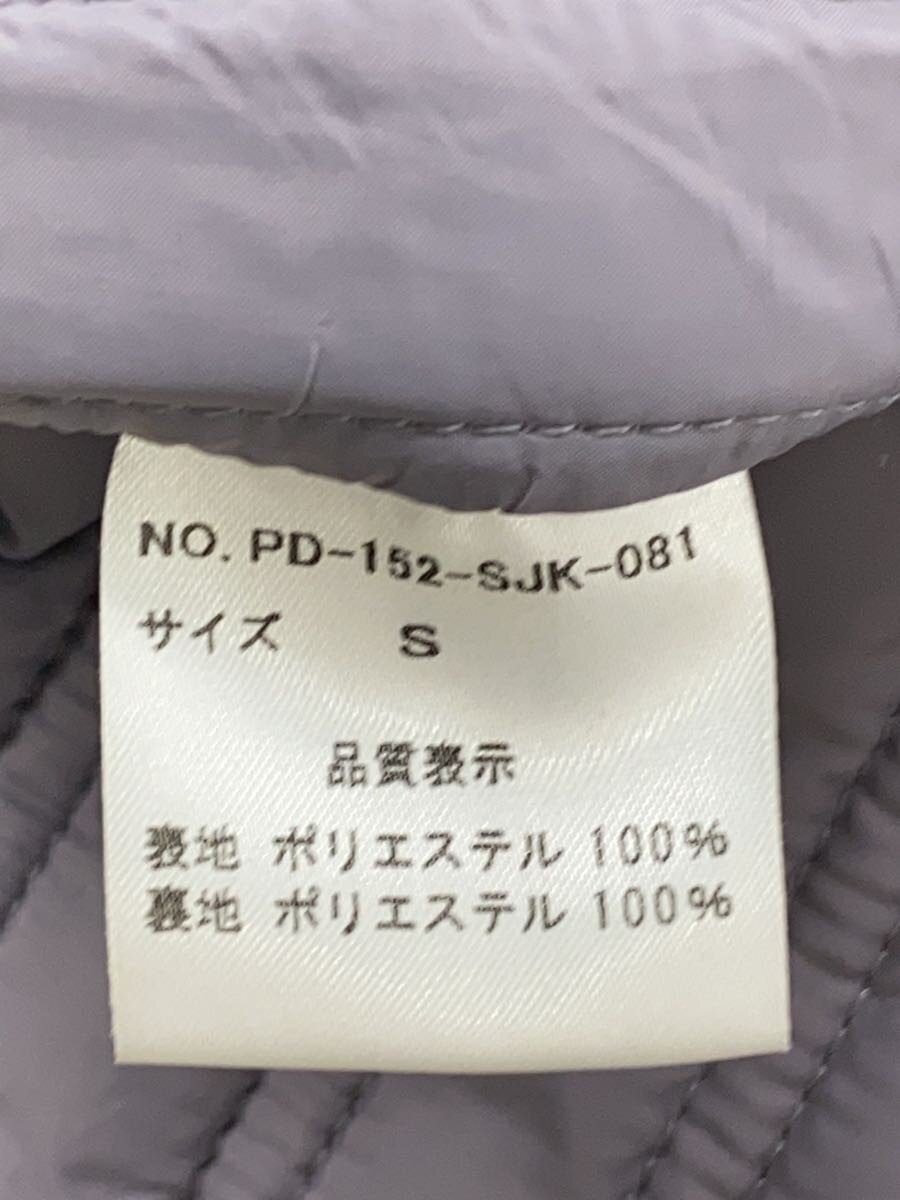 NO. PD-152-SJK-081
サイズ S
品質表示
表地 ポリエステル 100%
裏地 ポリエステル 100%